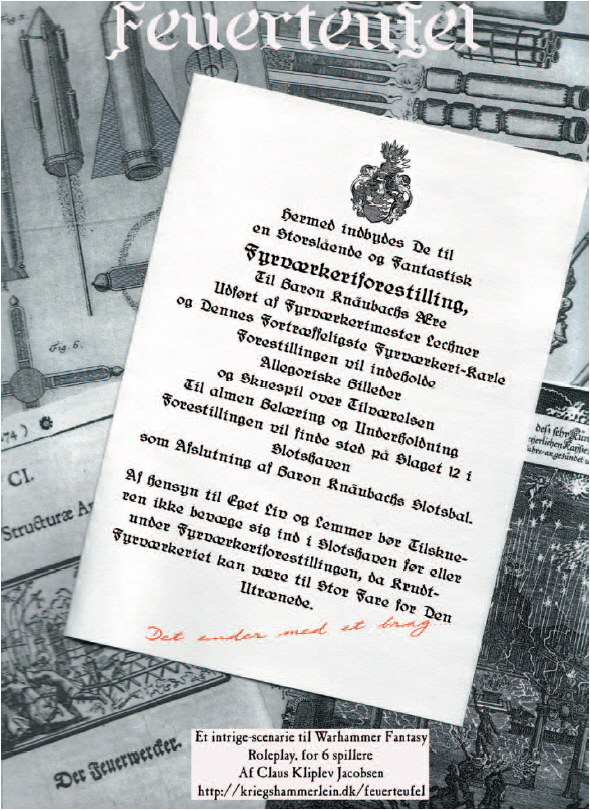 Feuerteufel
Fig. 6.
74)
CI.
Structuræ
Der Feuerwercker.
Hermed indbydes De til
en Storslående og Fantastisk
Fyrværkeriforestilling,
Til Baron Knäubachs Ære
Udført af Fyrværkerimester Lechner
og Dennes Fortræffeligste Fyrværkeri-Karle
Forestillingen vil indeholde
Allegoriske Billeder
og Skuespil over Tilværelsen
Til almen Belæring og Underholdning
Forestillingen vil finde sted på Slaget 12 i
Slotshaven
som Afslutning af Baron Knäubachs Slotsbal.
Af Hensyn til Eget Liv og Lemmer bør Tilskue-
ren ikke bevæge sig ind i Slotshaven før eller
under Fyrværkeriforestillingen, da Krudt-
Fyrværkeriet kan være til Stor Fare for Den
Utrænede.
Det ender med et brag
Et intrige-scenarie til Warhammer Fantasy
Roleplay, for 6 spillere
Af Claus Kliplev Jacobsen
http://kriegshammerlein.dk/feuerteufel